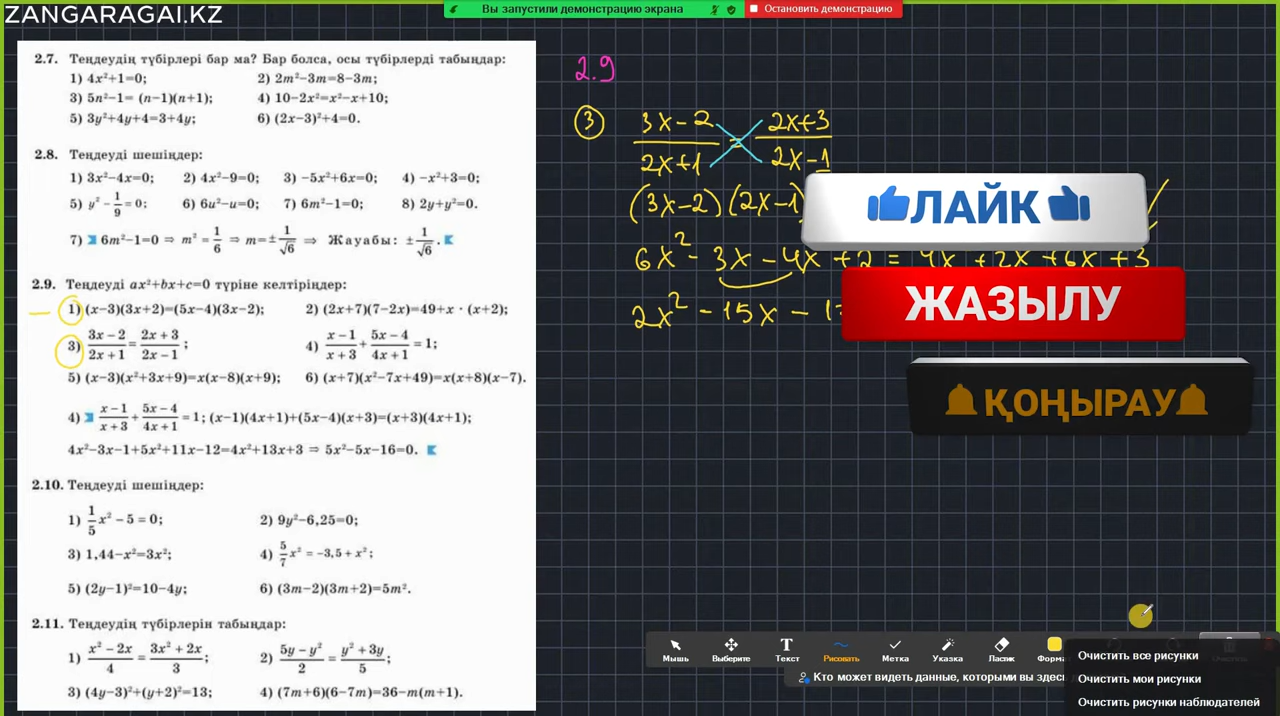 ZANGARAGAI.KZ
Вы запустили демонстрацию экрана
Остановить демонстрацию
2.7. Теңдеудің түбірлері бар ма? Бар болса, осы түбірлерді табыңдар:
1) 4x²+1=0; 2) 2m²−3m=8−3m;
3) 5n²−1= (n−1)(n+1); 4) 10−2x²=x²−x+10;
5) 3y²+4y+4=3+4y; 6) (2x−3)²+4=0.
2.8. Теңдеуді шешіңдер:
1) 3x²−4x=0; 2) 4x²−9=0; 3) −5x²+6x=0; 4) −x²+3=0;
5) y² − 1/9 = 0; 6) 6u²−u=0; 7) 6m²−1=0; 8) 2y+y²=0.
7) 6m²−1=0 ⇒ m² = 1/6 ⇒ m=± 1/√6 ⇒ Жауабы: ± 1/√6 .
2.9. Теңдеуді ax²+bx+c=0 түріне келтіріңдер:
1) (x−3)(3x+2)=(5x−4)(3x−2); 2) (2x+7)(7−2x)=49+x · (x+2);
3) (3x − 2)/(2x + 1) = (2x + 3)/(2x − 1) ; 4) (x − 1)/(x + 3) + (5x − 4)/(4x + 1) = 1;
5) (x−3)(x²+3x+9)=x(x−8)(x+9); 6) (x+7)(x²−7x+49)=x(x+8)(x−7).
4) (x − 1)/(x + 3) + (5x − 4)/(4x + 1) = 1; (x−1)(4x+1)+(5x−4)(x+3)=(x+3)(4x+1);
4x²−3x−1+5x²+11x−12=4x²+13x+3 ⇒ 5x²−5x−16=0.
2.10. Теңдеуді шешіңдер:
1) 1/5 x² − 5 = 0; 2) 9y²−6,25=0;
3) 1,44−x²=3x²; 4) 5/7 x² = −3,5 + x²;
5) (2y−1)²=10−4y; 6) (3m−2)(3m+2)=5m².
2.11. Теңдеудің түбірлерін табыңдар:
1) (x² − 2x)/4 = (3x² + 2x)/3 ; 2) (5y − y²)/2 = (y² + 3y)/5 ;
3) (4y−3)²+(y+2)²=13; 4) (7m+6)(6−7m)=36−m(m+1).
2.9
3 (3x−2)/(2x+1) = (2x+3)/(2x−1)
(3x−2)(2x−1)
6x² − 3x − 4x + 2 = 4x + 2x + 6x + 3
2x² − 15x − 1
ЛАЙК
ЖАЗЫЛУ
ҚОҢЫРАУ
Мышь Выберите Текст Рисовать Метка Указка Ластик Форма
Кто может видеть данные, которыми вы здесь
Очистить все рисунки
Очистить мои рисунки
Очистить рисунки наблюдателей